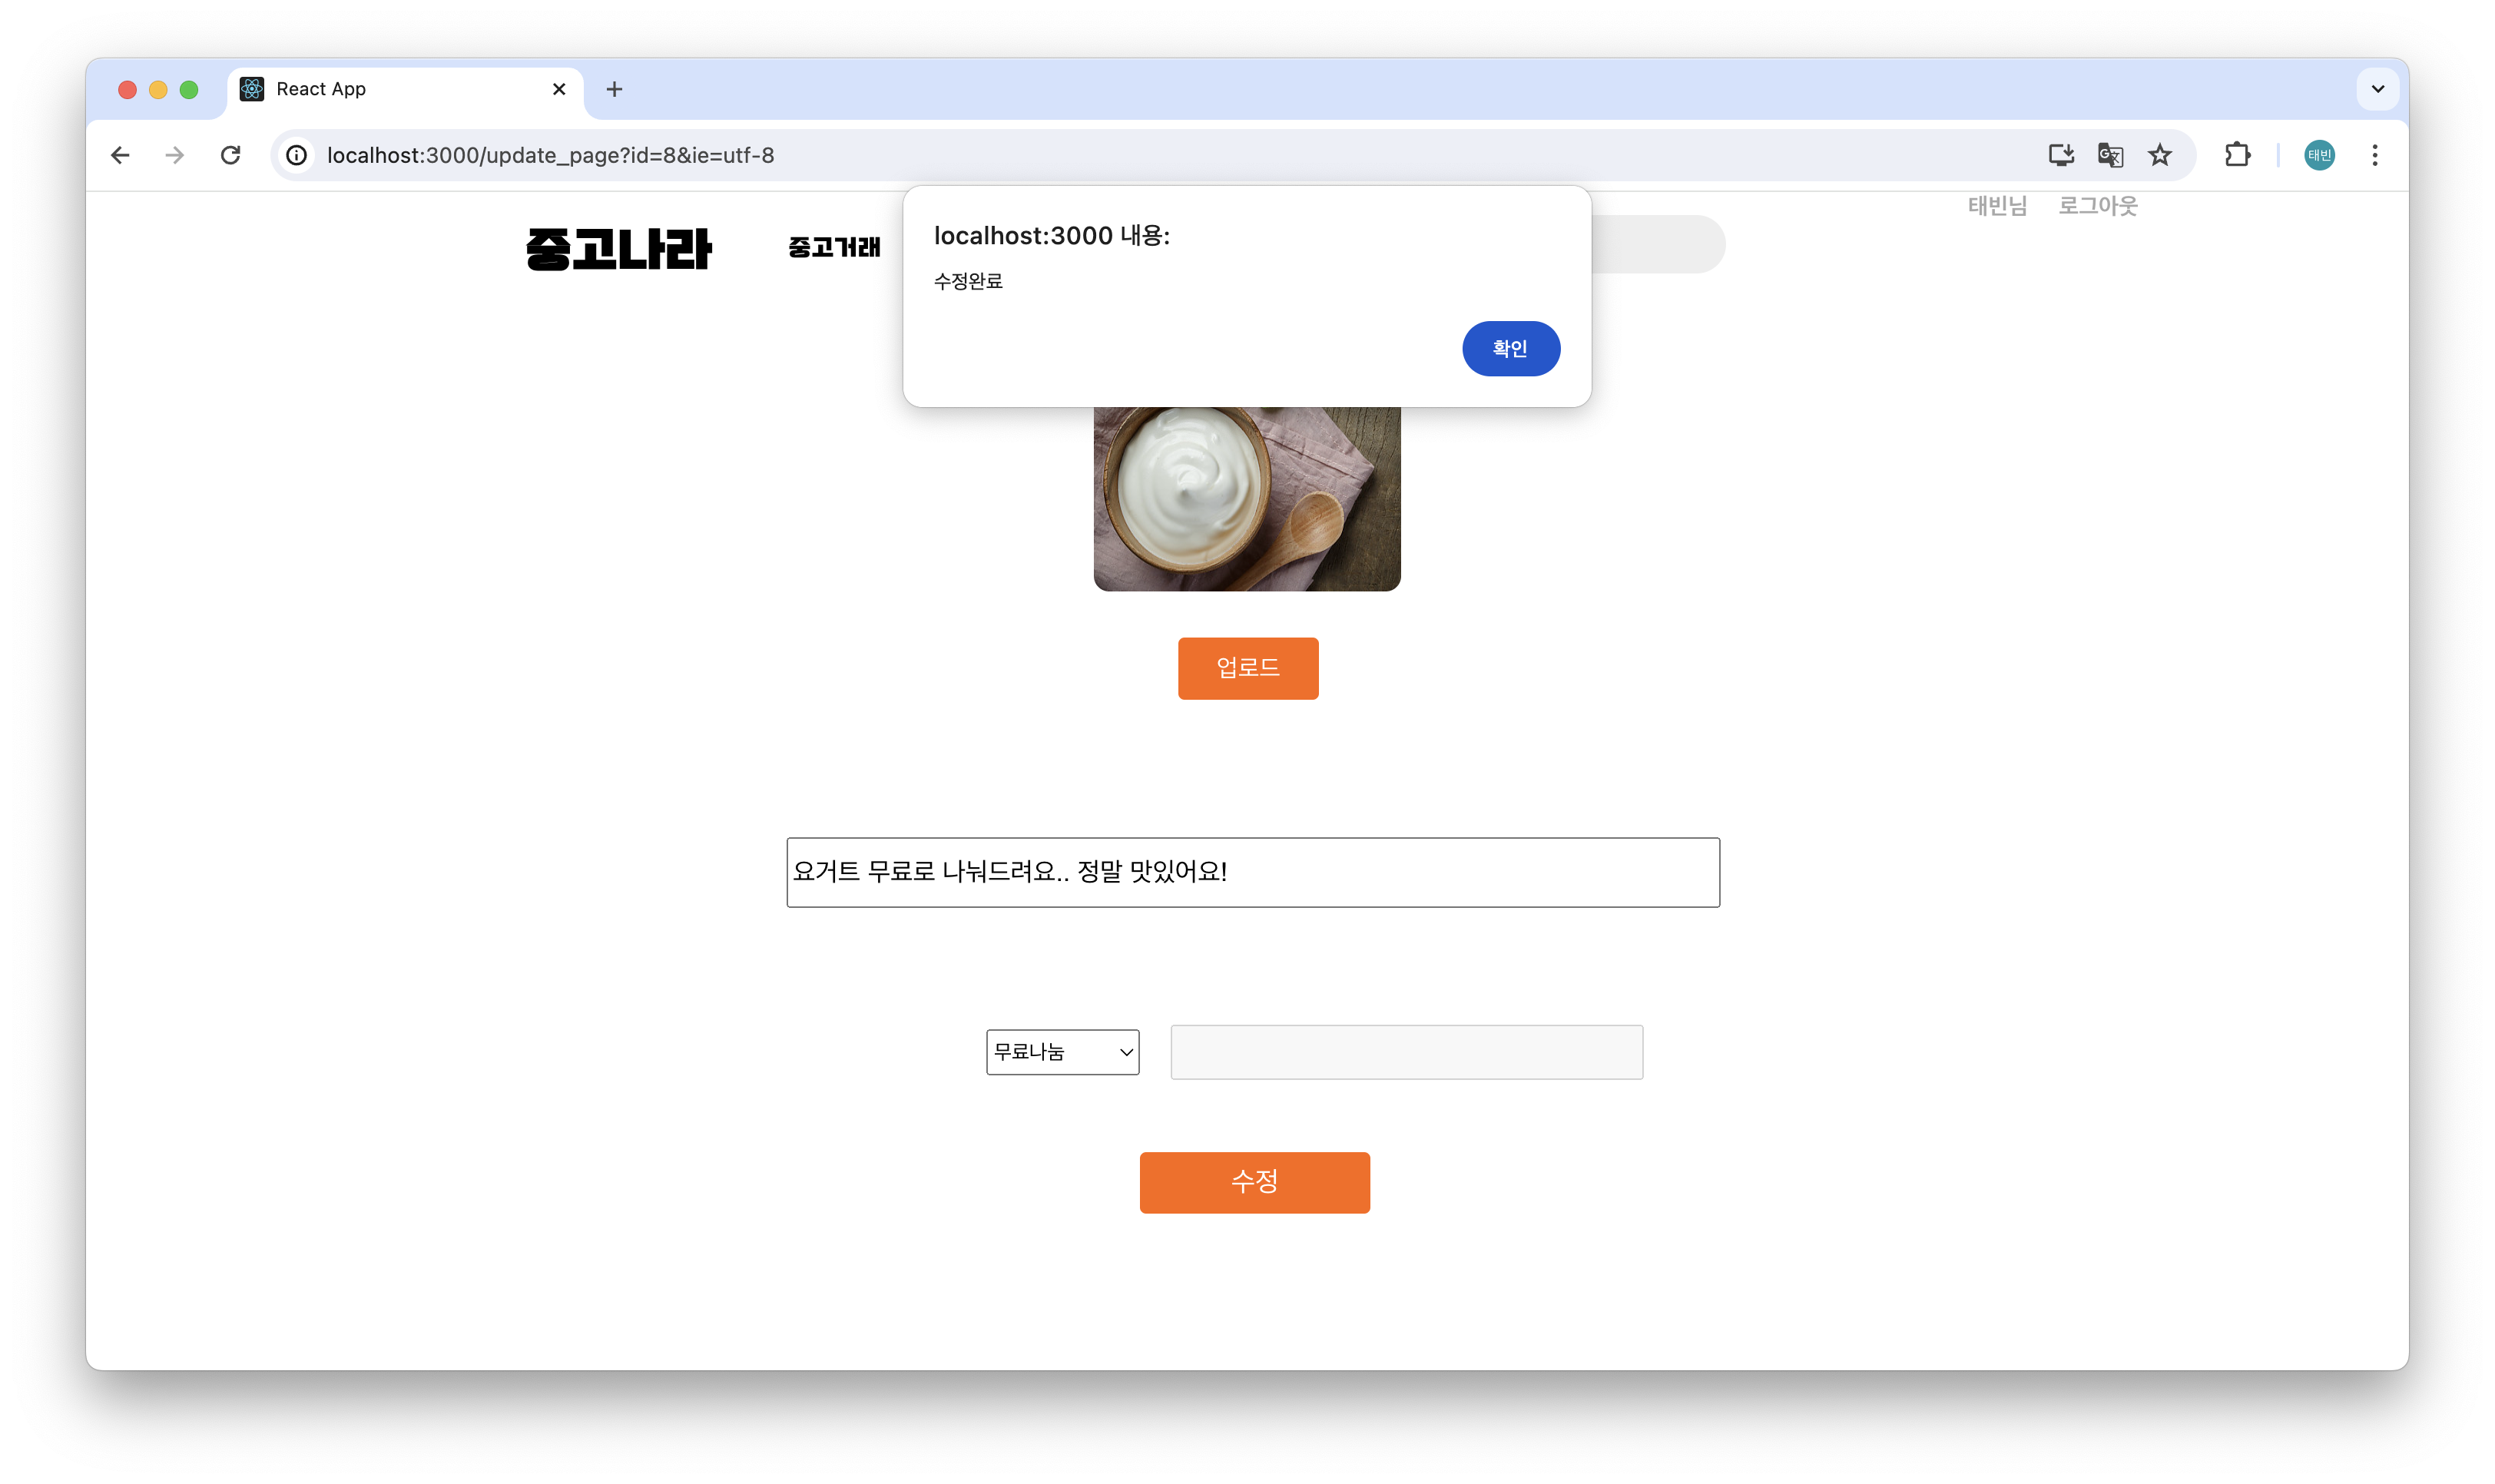 React App
localhost:3000/update_page?id=8&ie=utf-8
태빈
태빈님 로그아웃
중고나라 중고거래
localhost:3000 내용:
수정완료
확인
업로드
요거트 무료로 나눠드려요.. 정말 맛있어요!
무료나눔
수정